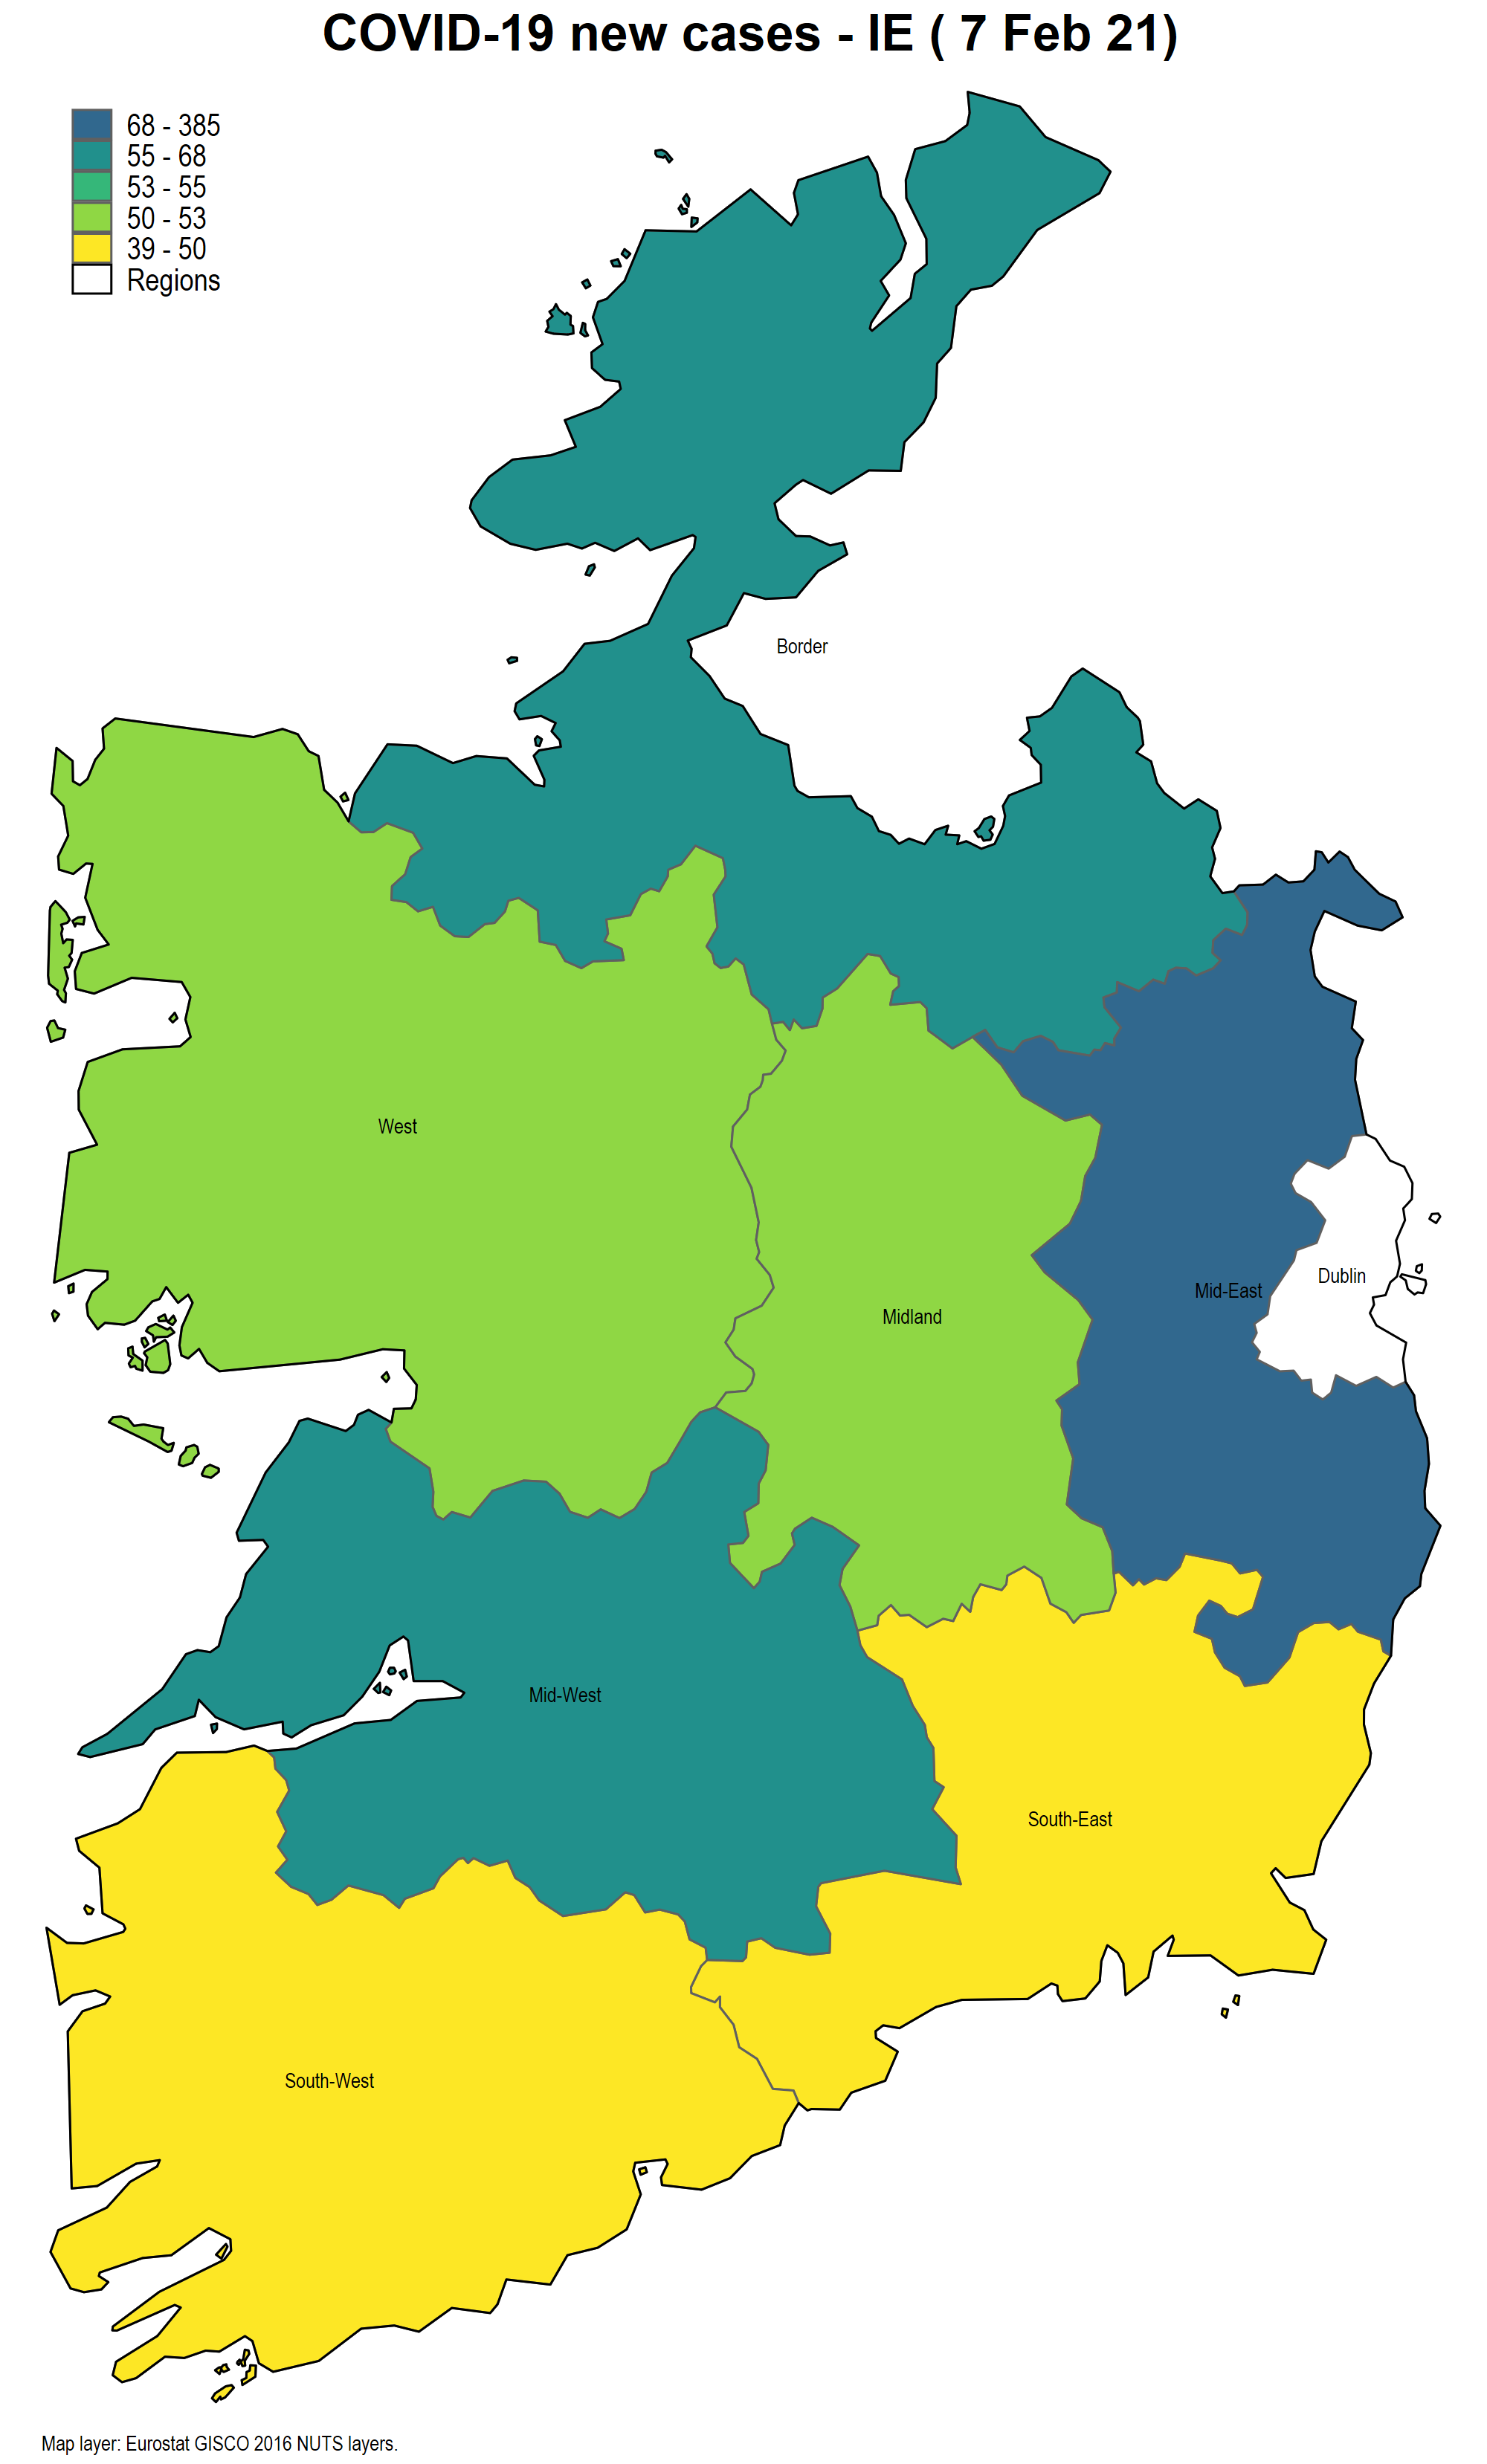 COVID-19 new cases - IE ( 7 Feb 21)
68 - 385
55 - 68
53 - 55
50 - 53
39 - 50
Regions
Border
West
Dublin
Mid-East
Midland
Mid-West
South-East
South-West
Map layer: Eurostat GISCO 2016 NUTS layers.